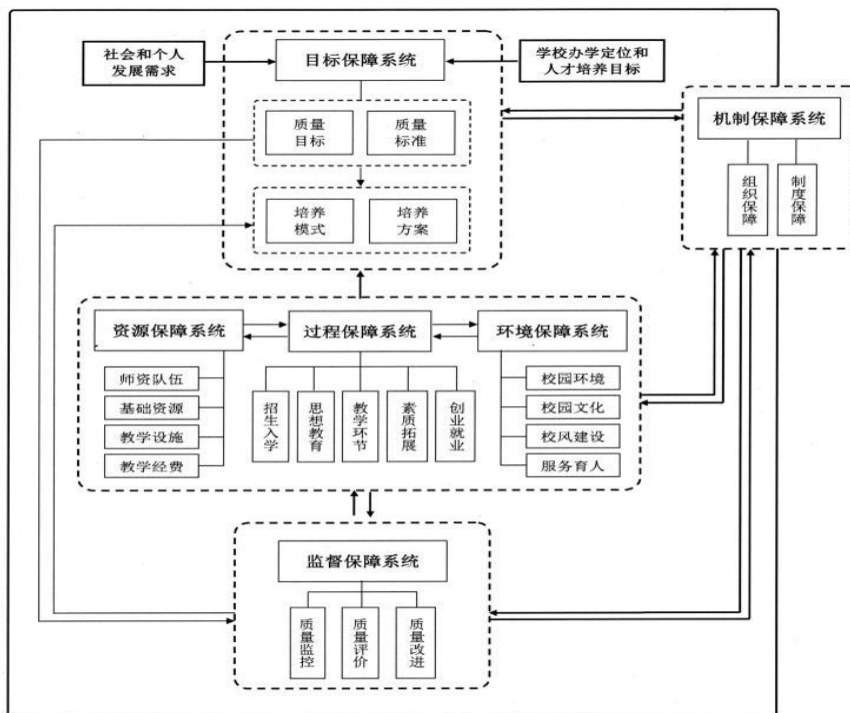 社会和个人
发展需求
目标保障系统
学校办学定位和
人才培养目标
质量
目标
质量
标准
机制保障系统
组织保障
制度保障
培养
模式
培养
方案
资源保障系统
过程保障系统
环境保障系统
师资队伍
基础资源
教学设施
教学经费
招生入学
思想教育
教学环节
素质拓展
创业就业
校园环境
校园文化
校风建设
服务育人
监督保障系统
质量监控
质量评价
质量改进